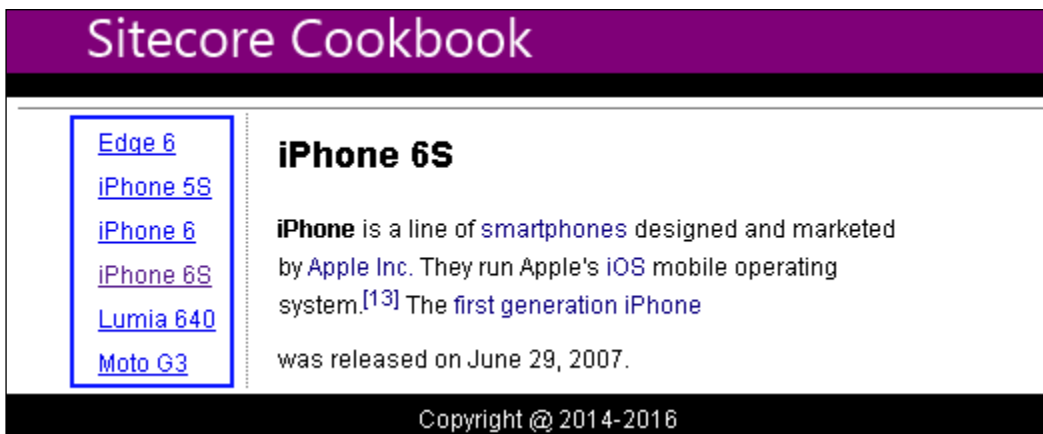 Sitecore Cookbook
Edge 6
iPhone 5S
iPhone 6
iPhone 6S
Lumia 640
Moto G3
iPhone 6S
iPhone is a line of smartphones designed and marketed
by Apple Inc. They run Apple's iOS mobile operating
system.[13] The first generation iPhone
was released on June 29, 2007.
Copyright @ 2014-2016